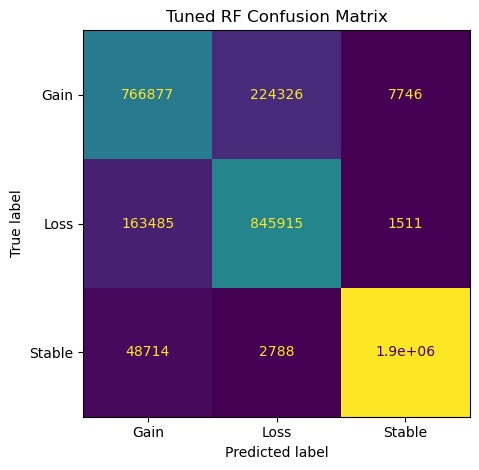 Tuned RF Confusion Matrix
True label
Gain
766877 224326 7746
Loss
163485 845915 1511
Stable
48714 2788 1.9e+06
Gain Loss Stable
Predicted label